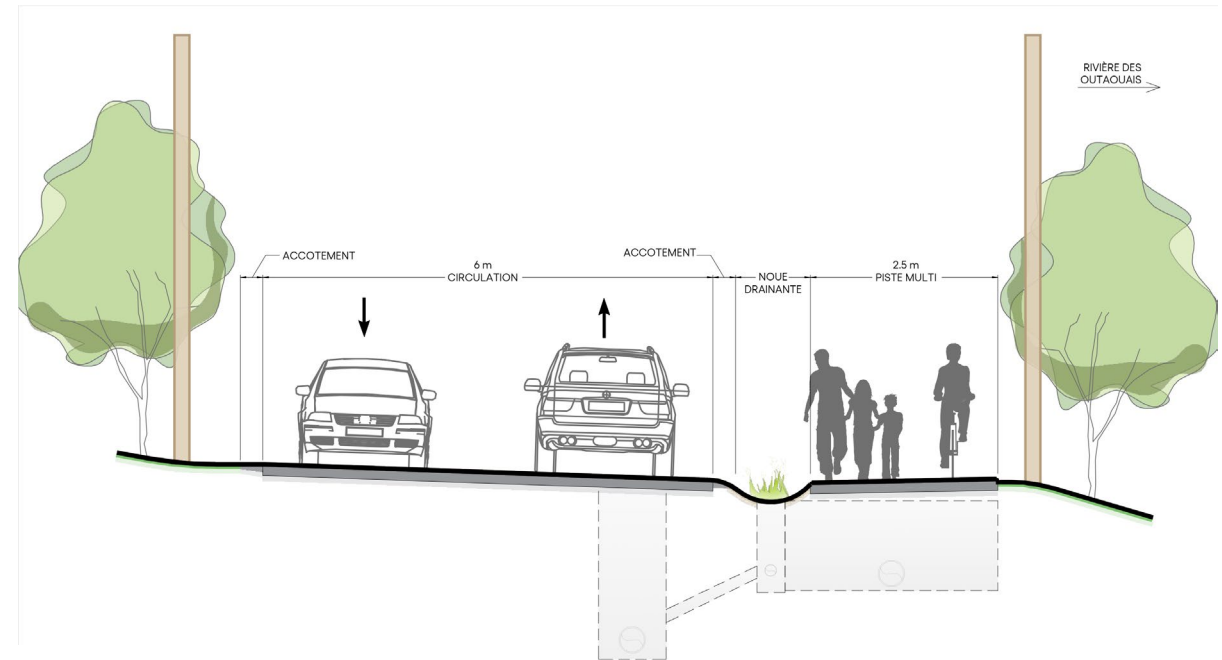 RIVIÈRE DES
OUTAOUAIS
ACCOTEMENT
6 m
CIRCULATION
ACCOTEMENT
NOUE
DRAINANTE
2.5 m
PISTE MULTI